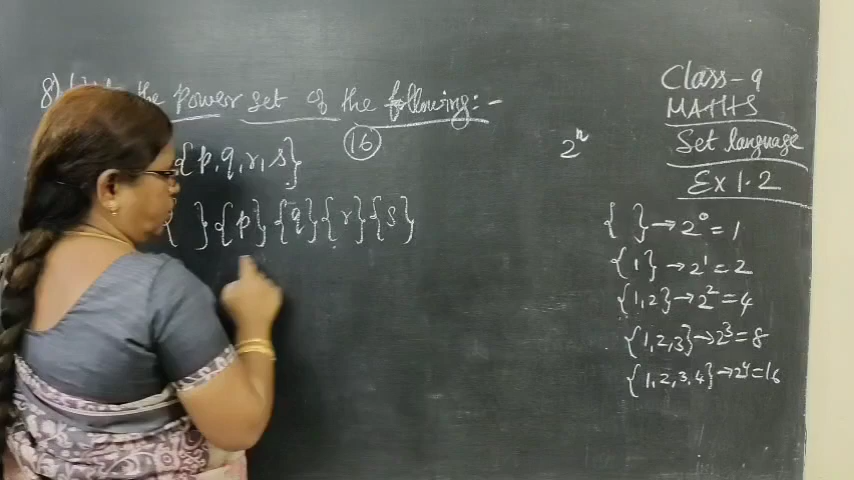 8) the power set of the following:-
{p, q, r, s}
(16)
{ } {p} {q} {r} {s}
2ⁿ
Class-9
MATHS
Set language
Ex 1.2
{ } → 2⁰ = 1
{1} → 2¹ = 2
{1,2} → 2² = 4
{1,2,3} → 2³ = 8
{1,2,3,4} → 2⁴ = 16